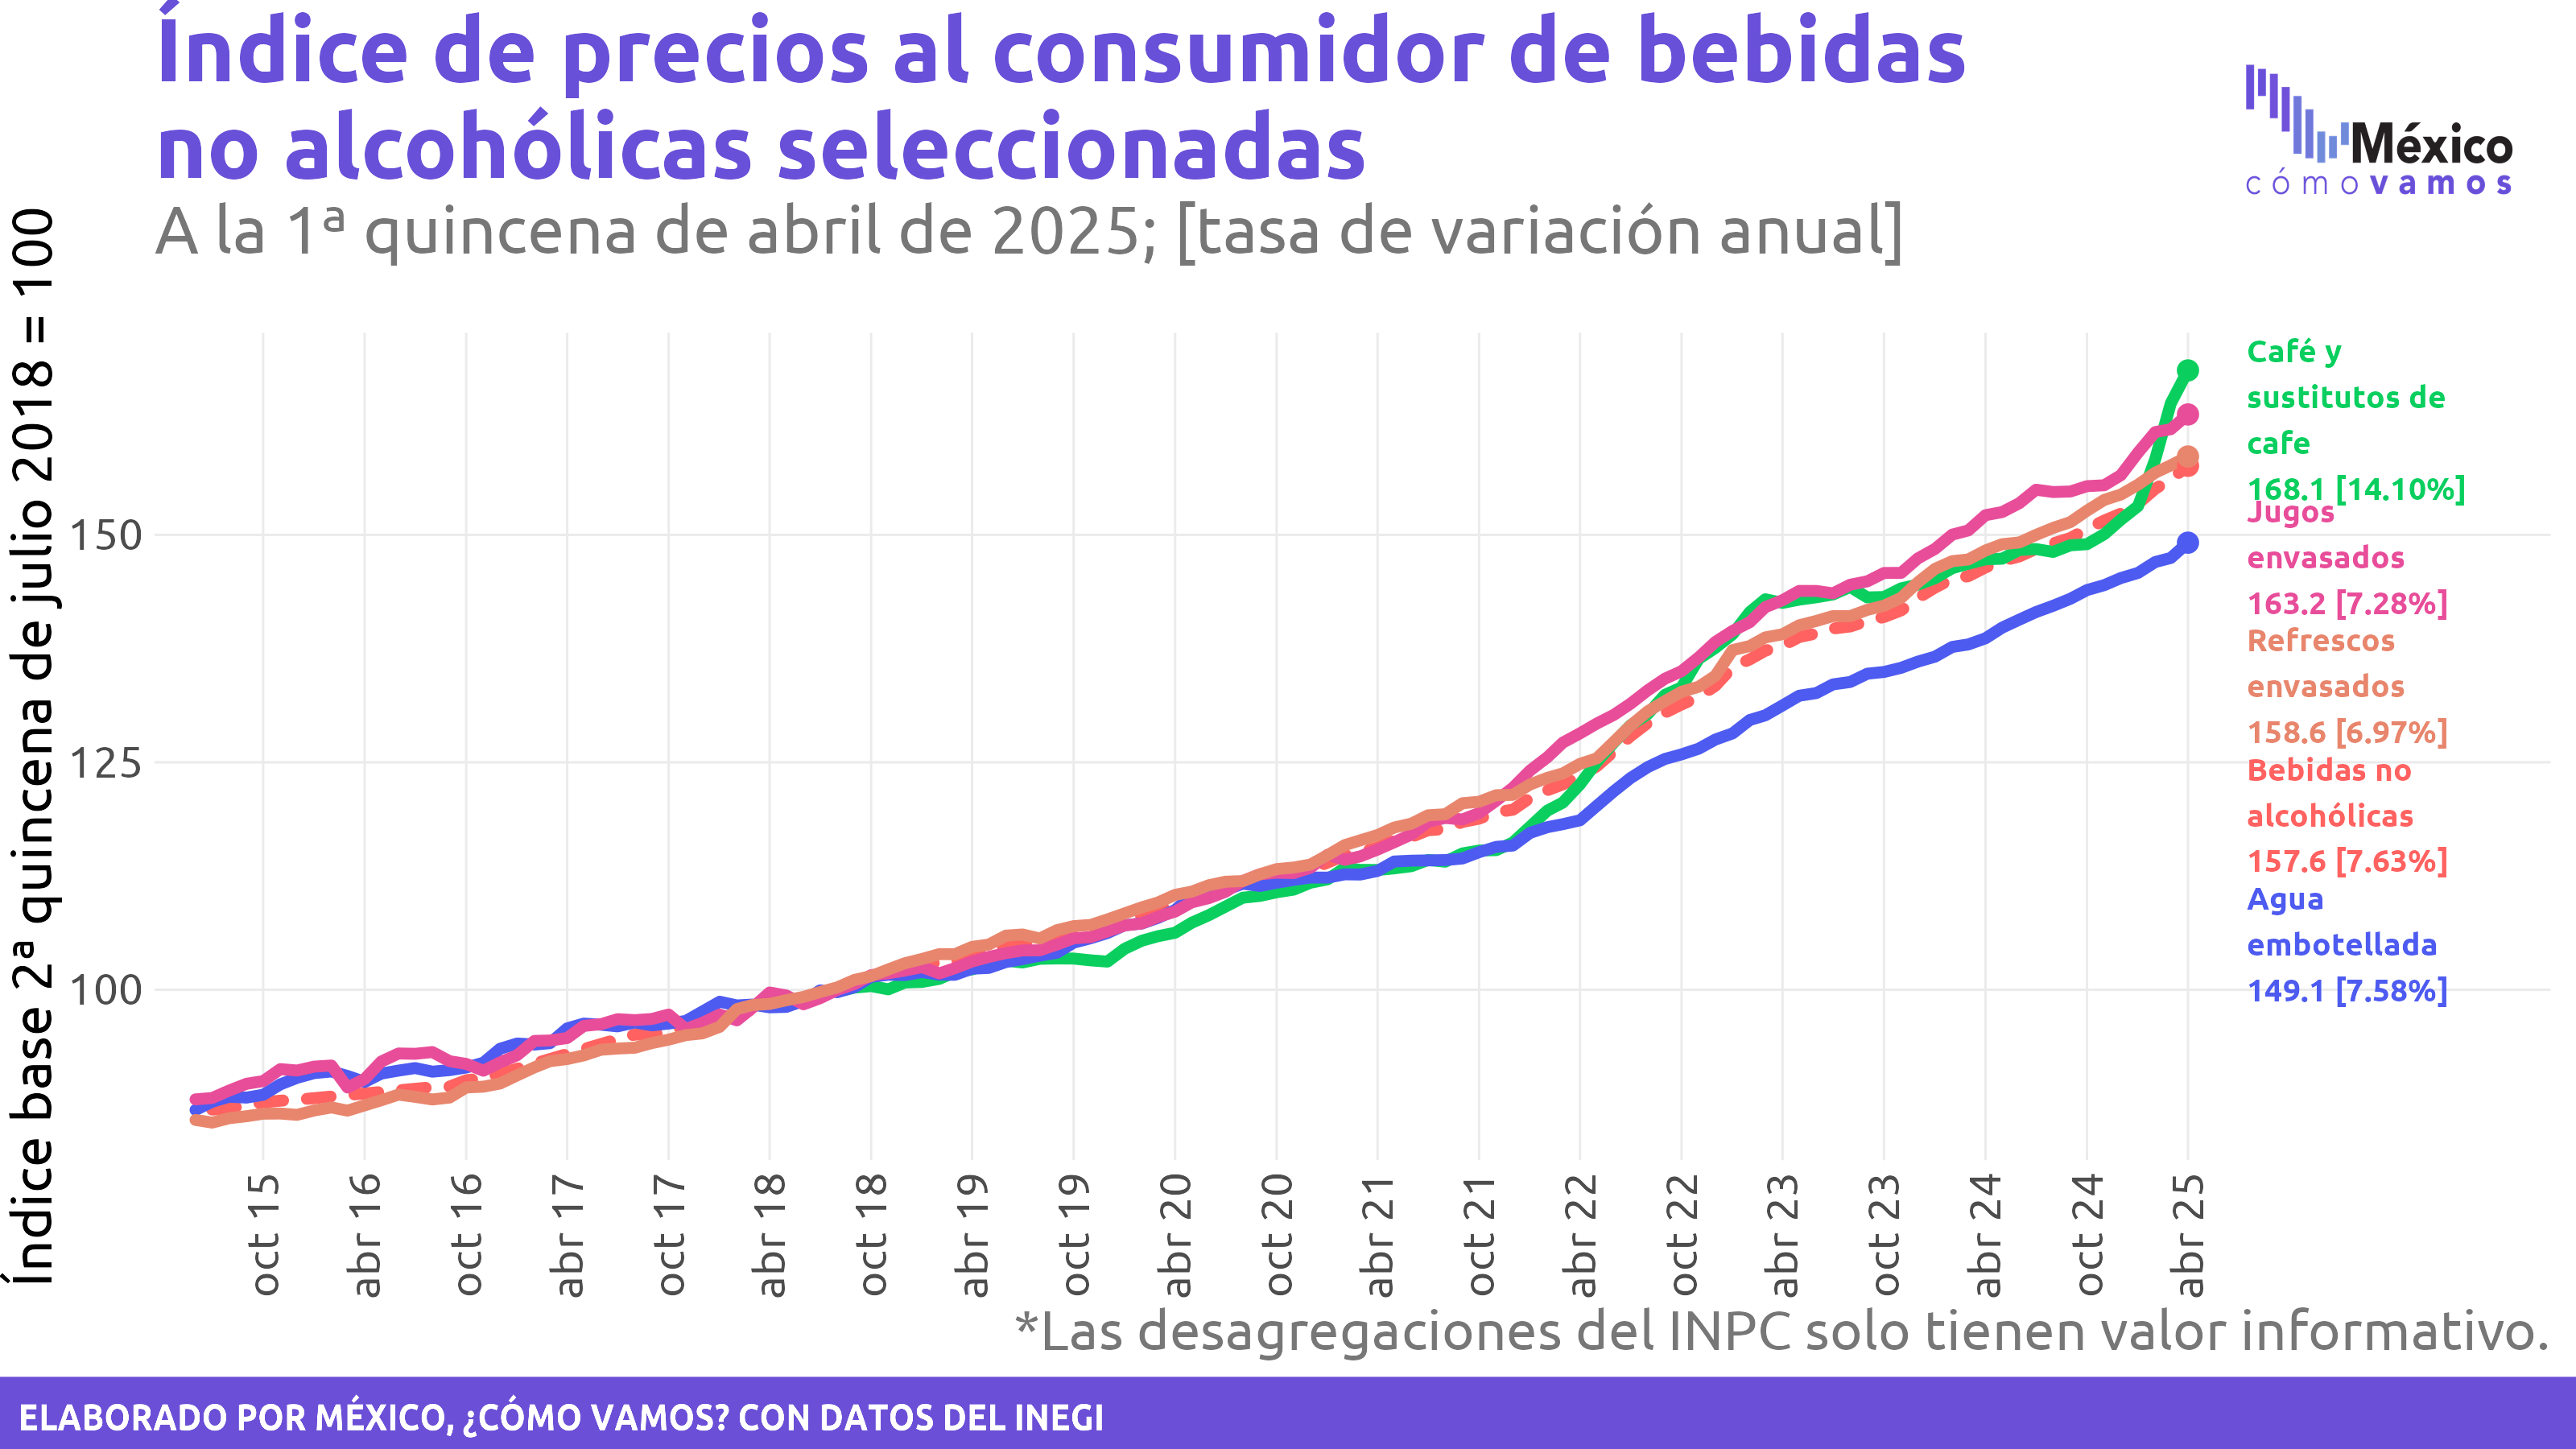 Índice de precios al consumidor de bebidas
no alcohólicas seleccionadas
A la 1ª quincena de abril de 2025; [tasa de variación anual]
México
cómo vamos
Índice base 2ª quincena de julio 2018 = 100
150
125
100
Café y
sustitutos de
cafe
168.1 [14.10%]
Jugos
envasados
163.2 [7.28%]
Refrescos
envasados
158.6 [6.97%]
Bebidas no
alcohólicas
157.6 [7.63%]
Agua
embotellada
149.1 [7.58%]
oct 15
abr 16
oct 16
abr 17
oct 17
abr 18
oct 18
abr 19
oct 19
abr 20
oct 20
abr 21
oct 21
abr 22
oct 22
abr 23
oct 23
abr 24
oct 24
abr 25
*Las desagregaciones del INPC solo tienen valor informativo.
ELABORADO POR MÉXICO, ¿CÓMO VAMOS? CON DATOS DEL INEGI